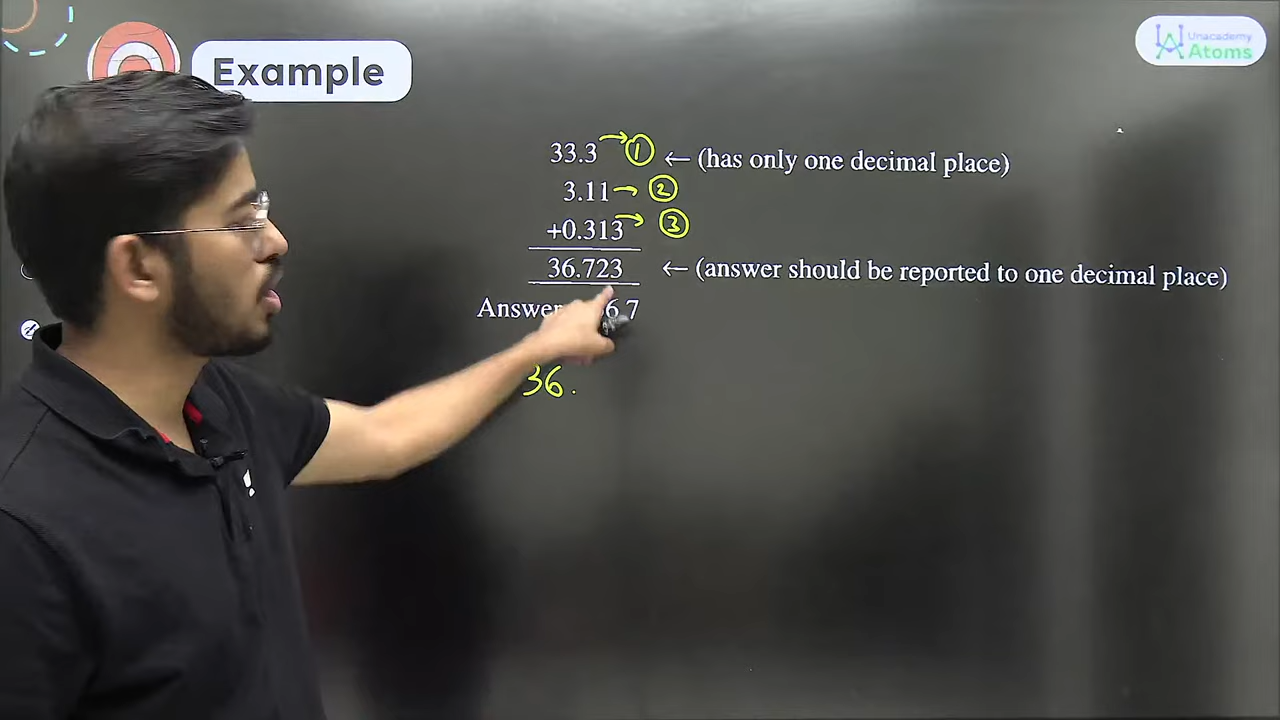 Example
Unacademy
Atoms
33.3 → ① ← (has only one decimal place)
3.11 → ②
+0.313 → ③
36.723 ← (answer should be reported to one decimal place)
Answer 6.7
36.